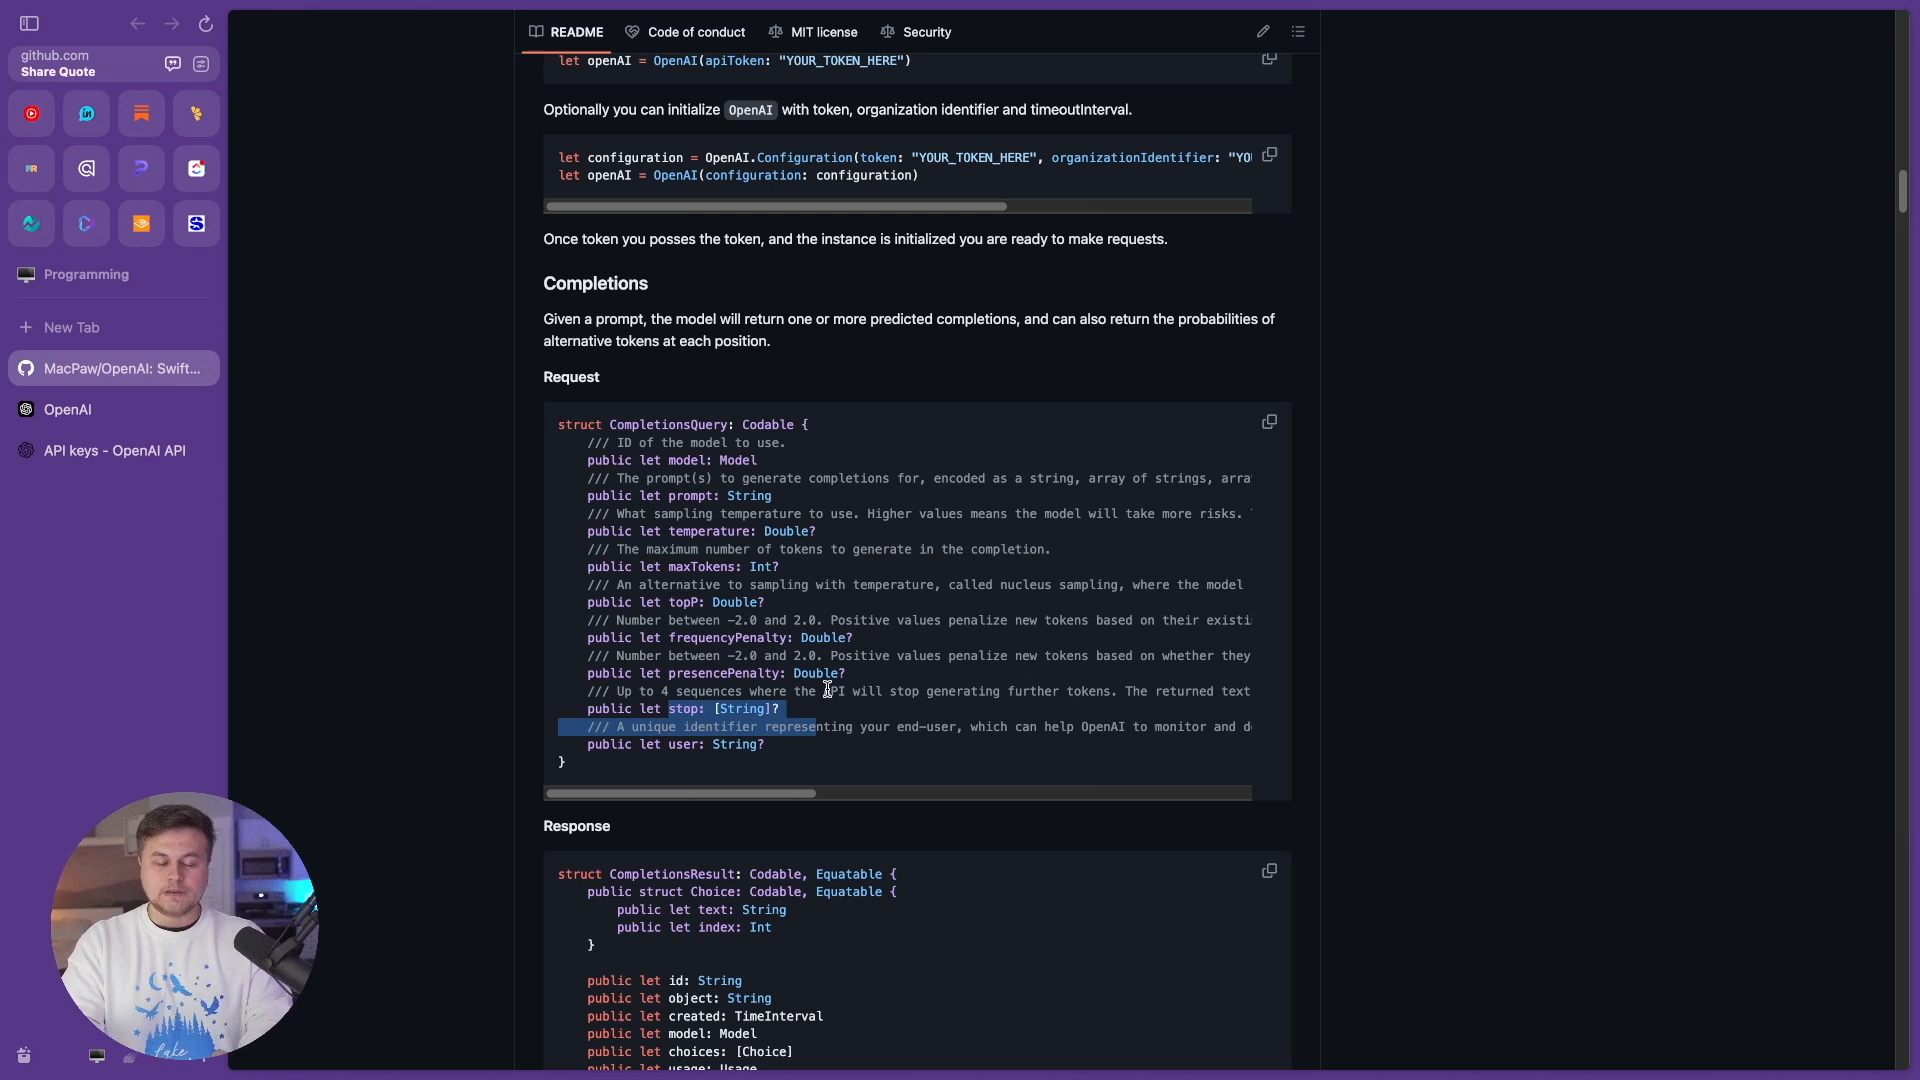 github.com
Share Quote
Programming
New Tab
MacPaw/OpenAI: Swift...
OpenAI
API keys - OpenAI API
README
Code of conduct
MIT license
Security
let openAI = OpenAI(apiToken: "YOUR_TOKEN_HERE")
Optionally you can initialize OpenAI with token, organization identifier and timeoutInterval.
let configuration = OpenAI.Configuration(token: "YOUR_TOKEN_HERE", organizationIdentifier: "YOU
let openAI = OpenAI(configuration: configuration)
Once token you posses the token, and the instance is initialized you are ready to make requests.
Completions
Given a prompt, the model will return one or more predicted completions, and can also return the probabilities of
alternative tokens at each position.
Request
struct CompletionsQuery: Codable {
/// ID of the model to use.
public let model: Model
/// The prompt(s) to generate completions for, encoded as a string, array of strings, arra
public let prompt: String
/// What sampling temperature to use. Higher values means the model will take more risks.
public let temperature: Double?
/// The maximum number of tokens to generate in the completion.
public let maxTokens: Int?
/// An alternative to sampling with temperature, called nucleus sampling, where the model
public let topP: Double?
/// Number between -2.0 and 2.0. Positive values penalize new tokens based on their existi
public let frequencyPenalty: Double?
/// Number between -2.0 and 2.0. Positive values penalize new tokens based on whether they
public let presencePenalty: Double?
/// Up to 4 sequences where the API will stop generating further tokens. The returned text
public let stop: [String]?
/// A unique identifier representing your end-user, which can help OpenAI to monitor and de
public let user: String?
}
Response
struct CompletionsResult: Codable, Equatable {
public struct Choice: Codable, Equatable {
public let text: String
public let index: Int
}
public let id: String
public let object: String
public let created: TimeInterval
public let model: Model
public let choices: [Choice]
public let usage: Usage
Lake